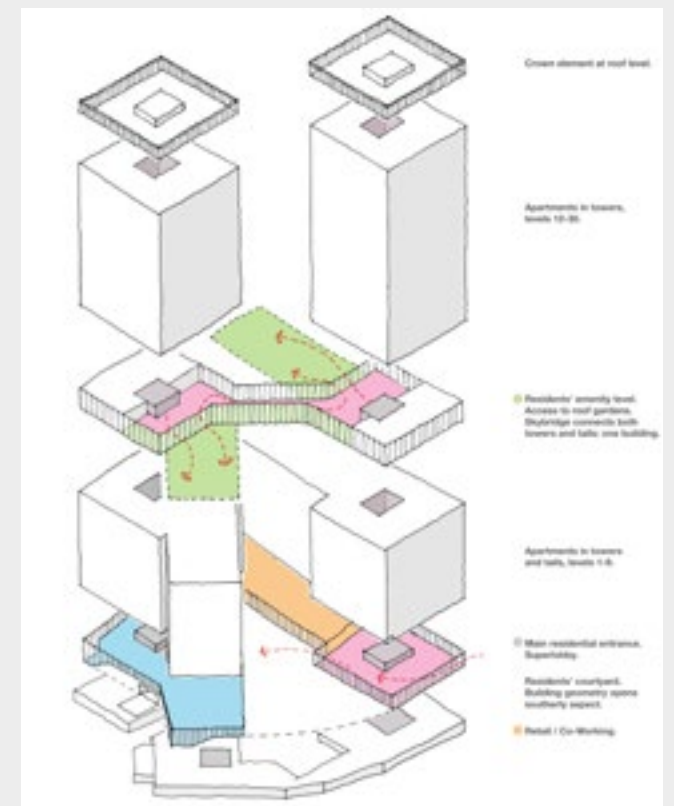 Crown element at roof level.
Apartments in towers,
levels 10-30.
Residents' amenity level.
Access to roof gardens.
Skybridge connects both
towers and tails: one building.
Apartments in towers
and tails, levels 1-8.
Main residential entrance.
Superlobby.
Residents' courtyard.
Building geometry opens
southerly aspect.
Retail / Co-Working.